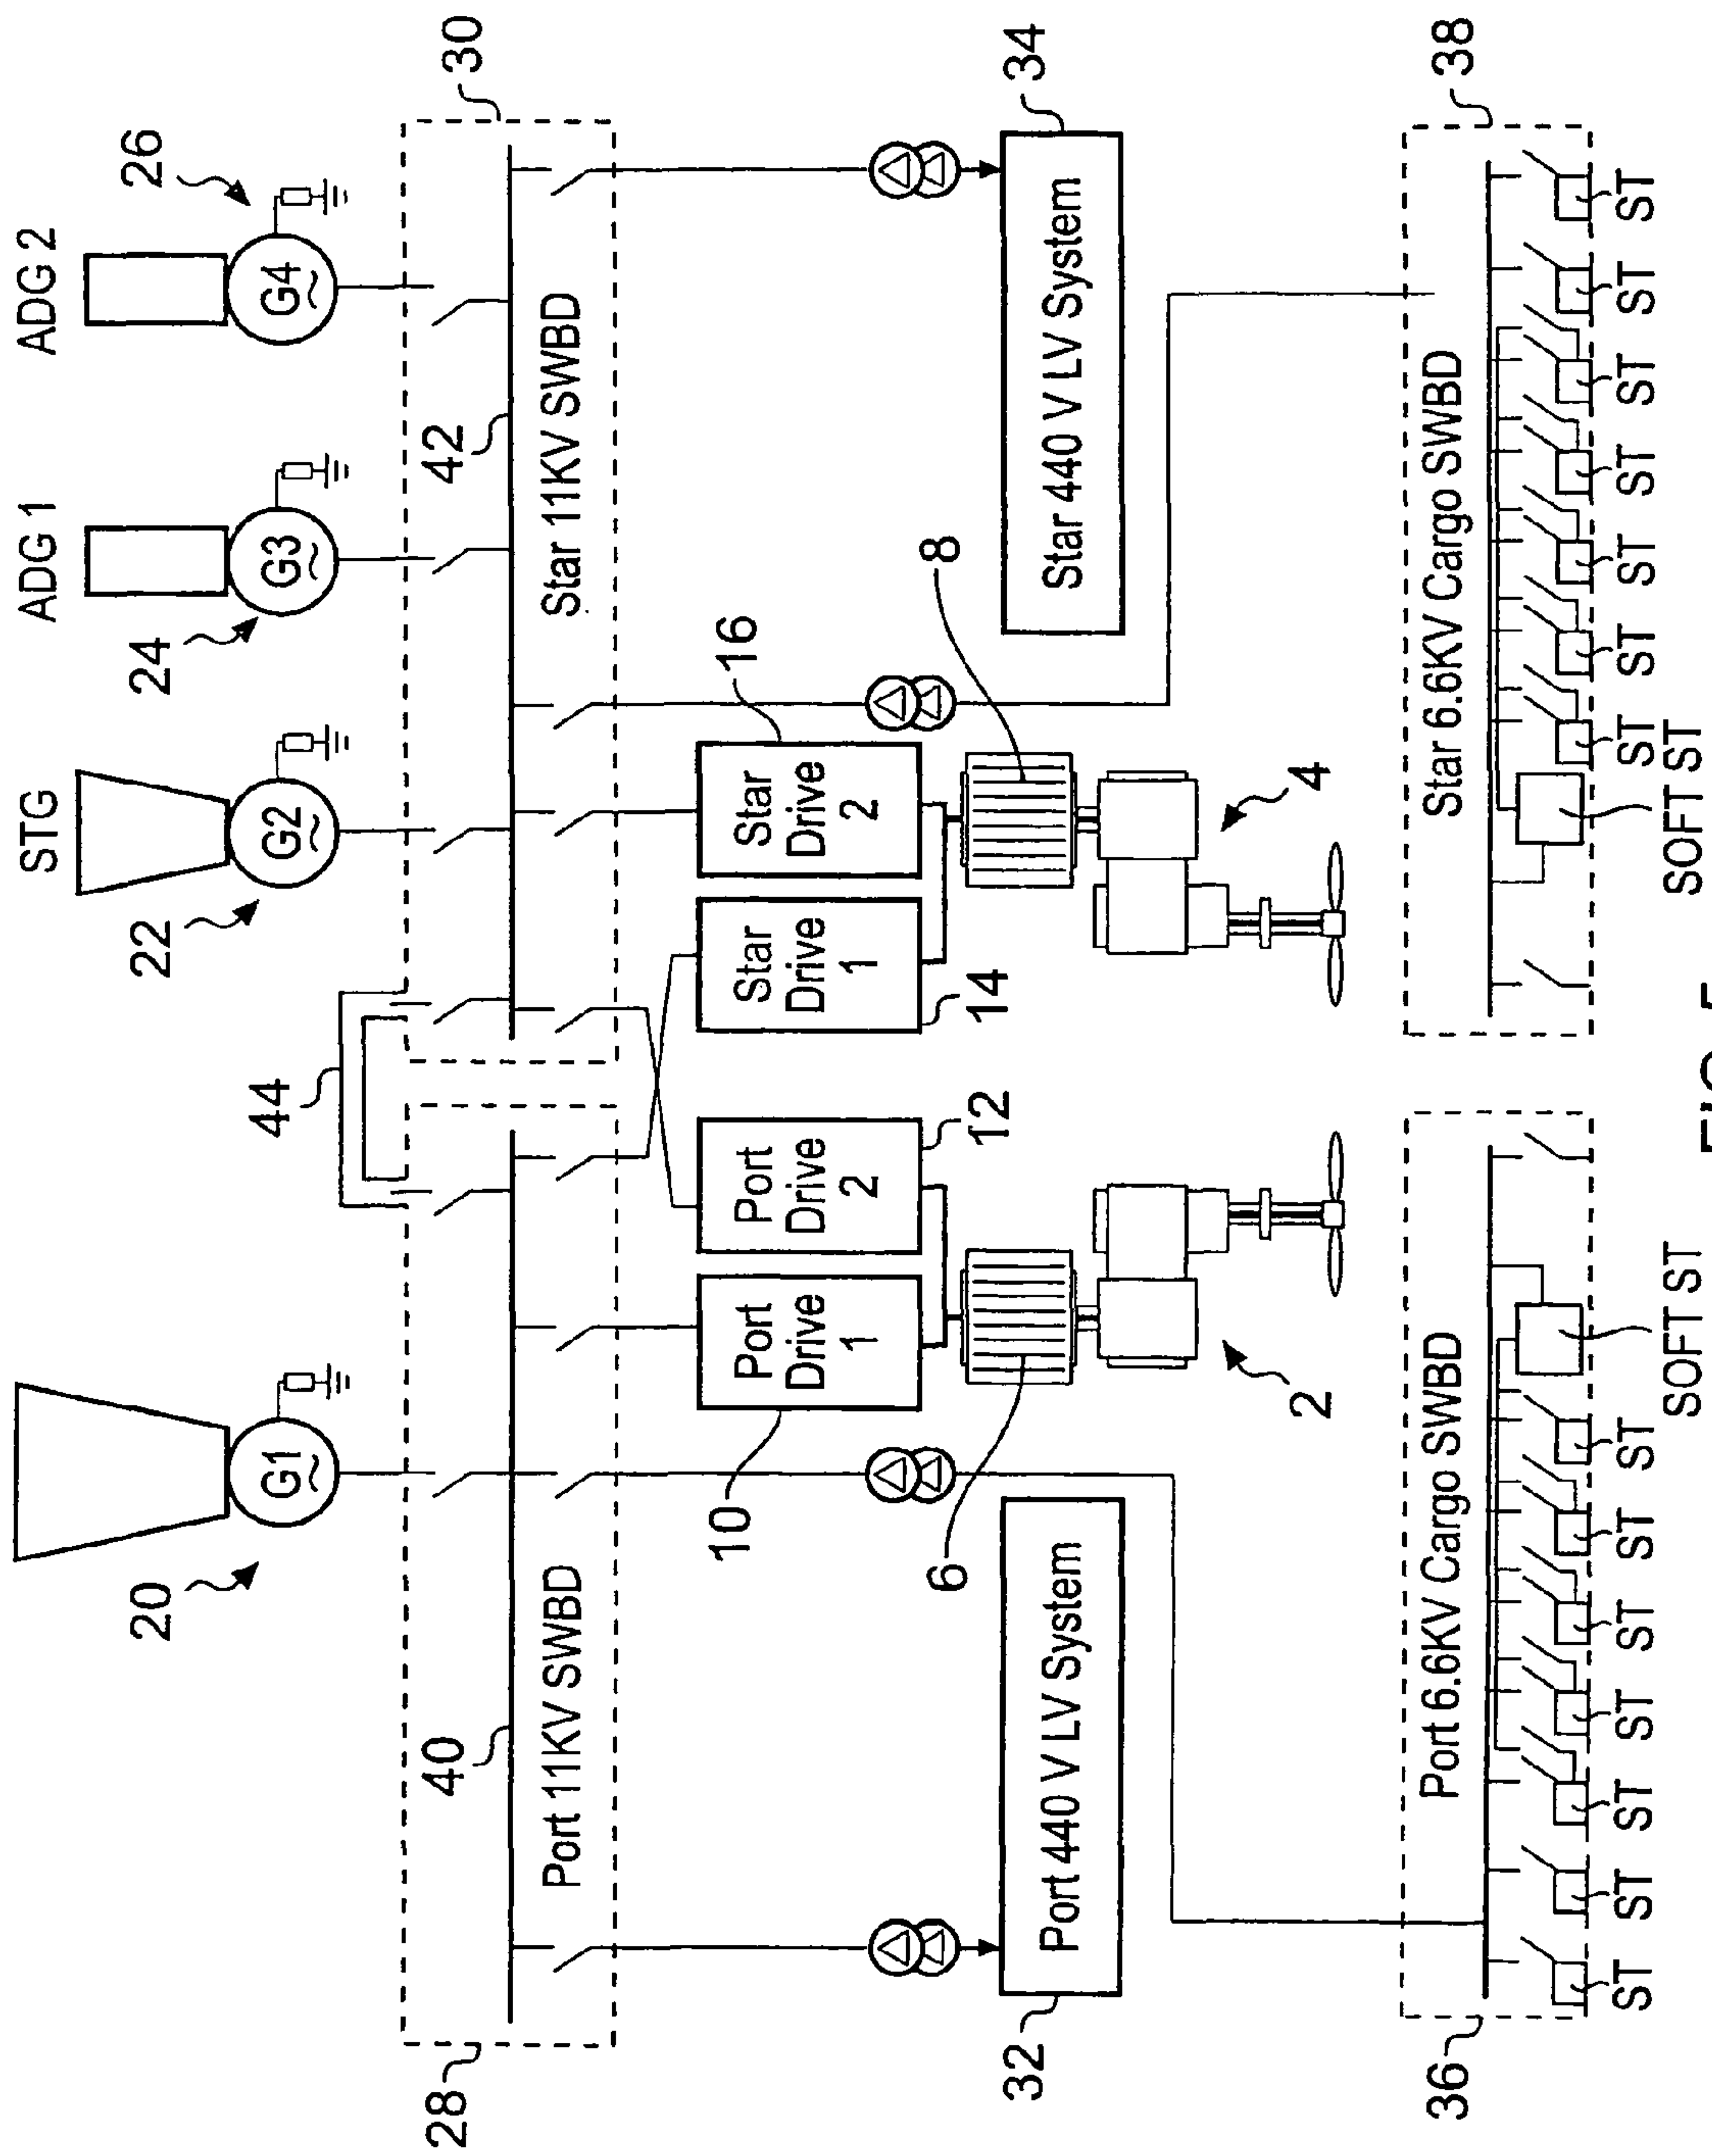 STG
ADG 1
ADG 2
20
22
24
26
G1
G2
G3
G4
44
28
30
40
42
Port 11KV SWBD
Star 11KV SWBD
10
Port
Drive
1
Port
Drive
2
12
14
Star
Drive
1
Star
Drive
2
16
6
8
2
4
32
Port 440 V LV System
Star 440 V LV System
34
36
Port 6.6KV Cargo SWBD
Star 6.6KV Cargo SWBD
38
ST
ST
ST
ST
ST
ST
ST
SOFT ST
SOFT ST
ST
ST
ST
ST
ST
ST
ST